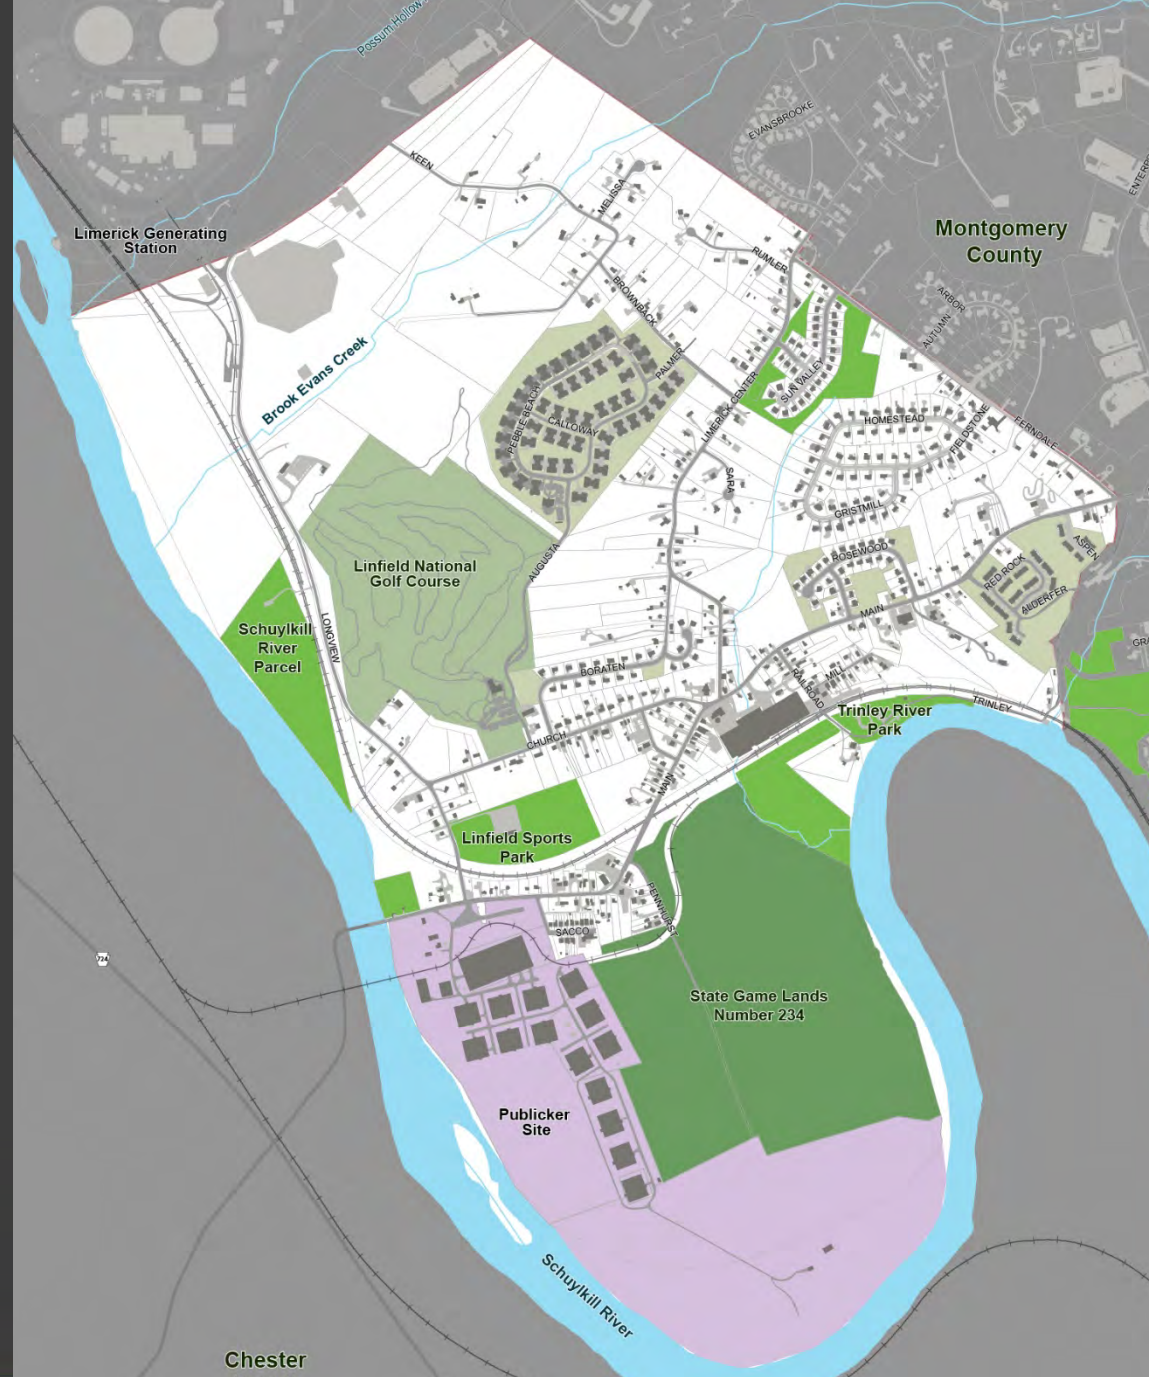 Possum Hollow
EVANSBROOKE
KEEN
MELISSA
Limerick Generating
Station
Montgomery
County
RUMLER
BROWNBACK
ARBOR
AUTUMN
Brook Evans Creek
PALMER
SUN VALLEY
PEBBLE BEACH
CALLOWAY
LIMERICK CENTER
HOMESTEAD
FIELDSTONE
FERNDALE
SARA
GRISTMILL
AUGUSTA
Linfield National
Golf Course
ROSEWOOD
ASPEN
RED ROCK
ALDERFER
MAIN
LONGVIEW
Schuylkill
River
Parcel
BORATEN
RAILROAD
MILL
Trinley River
Park
TRINLEY
CHURCH
MAIN
Linfield Sports
Park
PENNHURST
SACCO
724
State Game Lands
Number 234
Publicker
Site
Schuylkill River
Chester